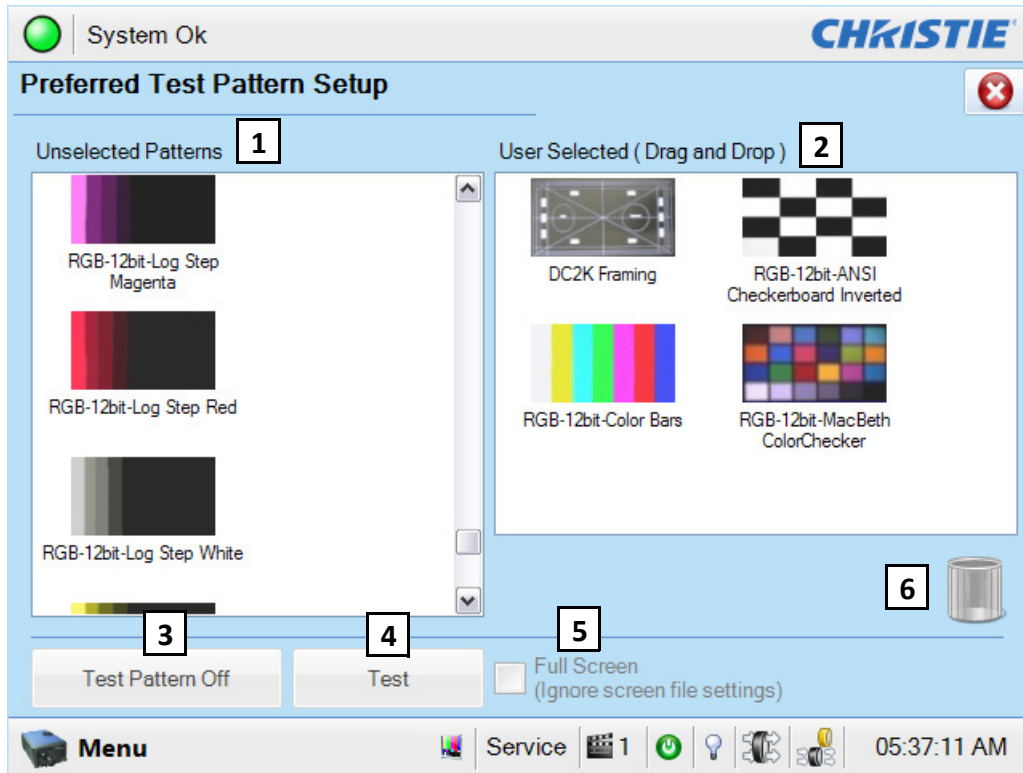 System Ok
CHRISTIE
Preferred Test Pattern Setup
1
Unselected Patterns
2
User Selected ( Drag and Drop )
RGB-12bit-Log Step
Magenta
RGB-12bit-Log Step Red
RGB-12bit-Log Step White
DC2K Framing
RGB-12bit-ANSI
Checkerboard Inverted
RGB-12bit-Color Bars
RGB-12bit-MacBeth
ColorChecker
6
3
4
5
Test Pattern Off
Test
Full Screen
(Ignore screen file settings)
Menu
Service
1
05:37:11 AM